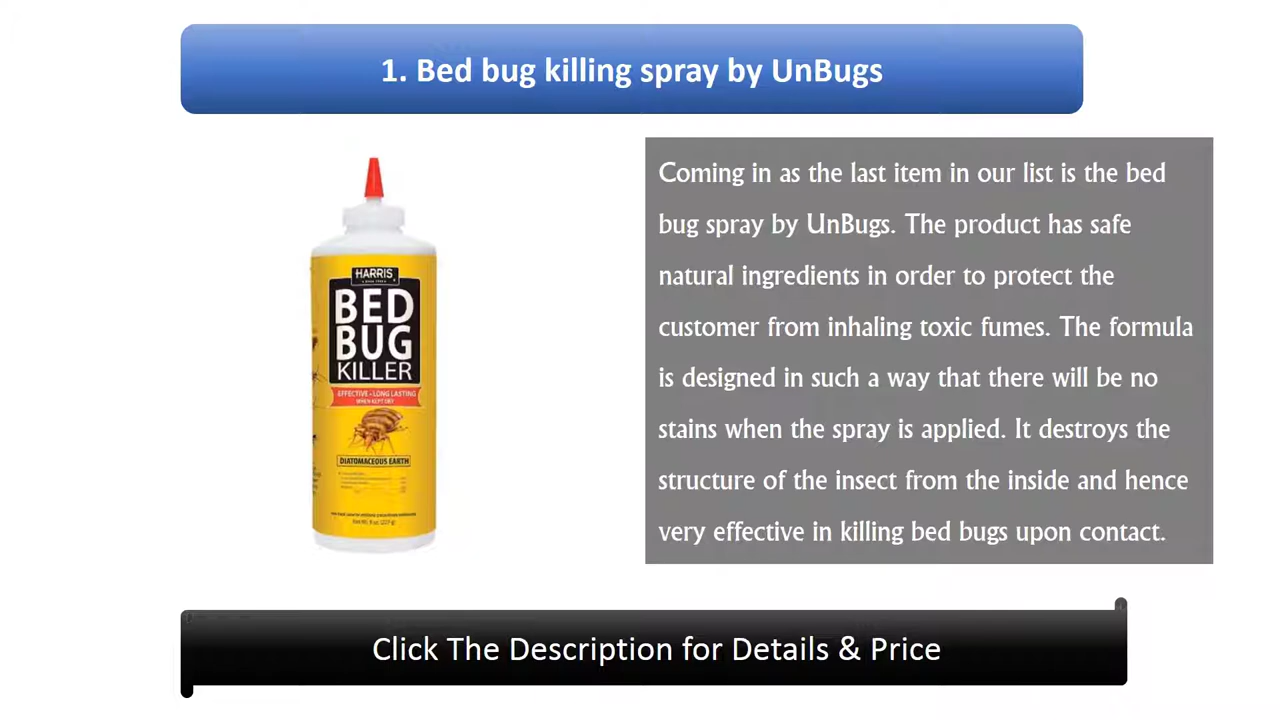 1. Bed bug killing spray by UnBugs
HARRIS
BED
BUG
KILLER
EFFECTIVE • LONG LASTING
WHEN KEPT DRY
DIATOMACEOUS EARTH
Coming in as the last item in our list is the bed
bug spray by UnBugs. The product has safe
natural ingredients in order to protect the
customer from inhaling toxic fumes. The formula
is designed in such a way that there will be no
stains when the spray is applied. It destroys the
structure of the insect from the inside and hence
very effective in killing bed bugs upon contact.
Click The Description for Details & Price